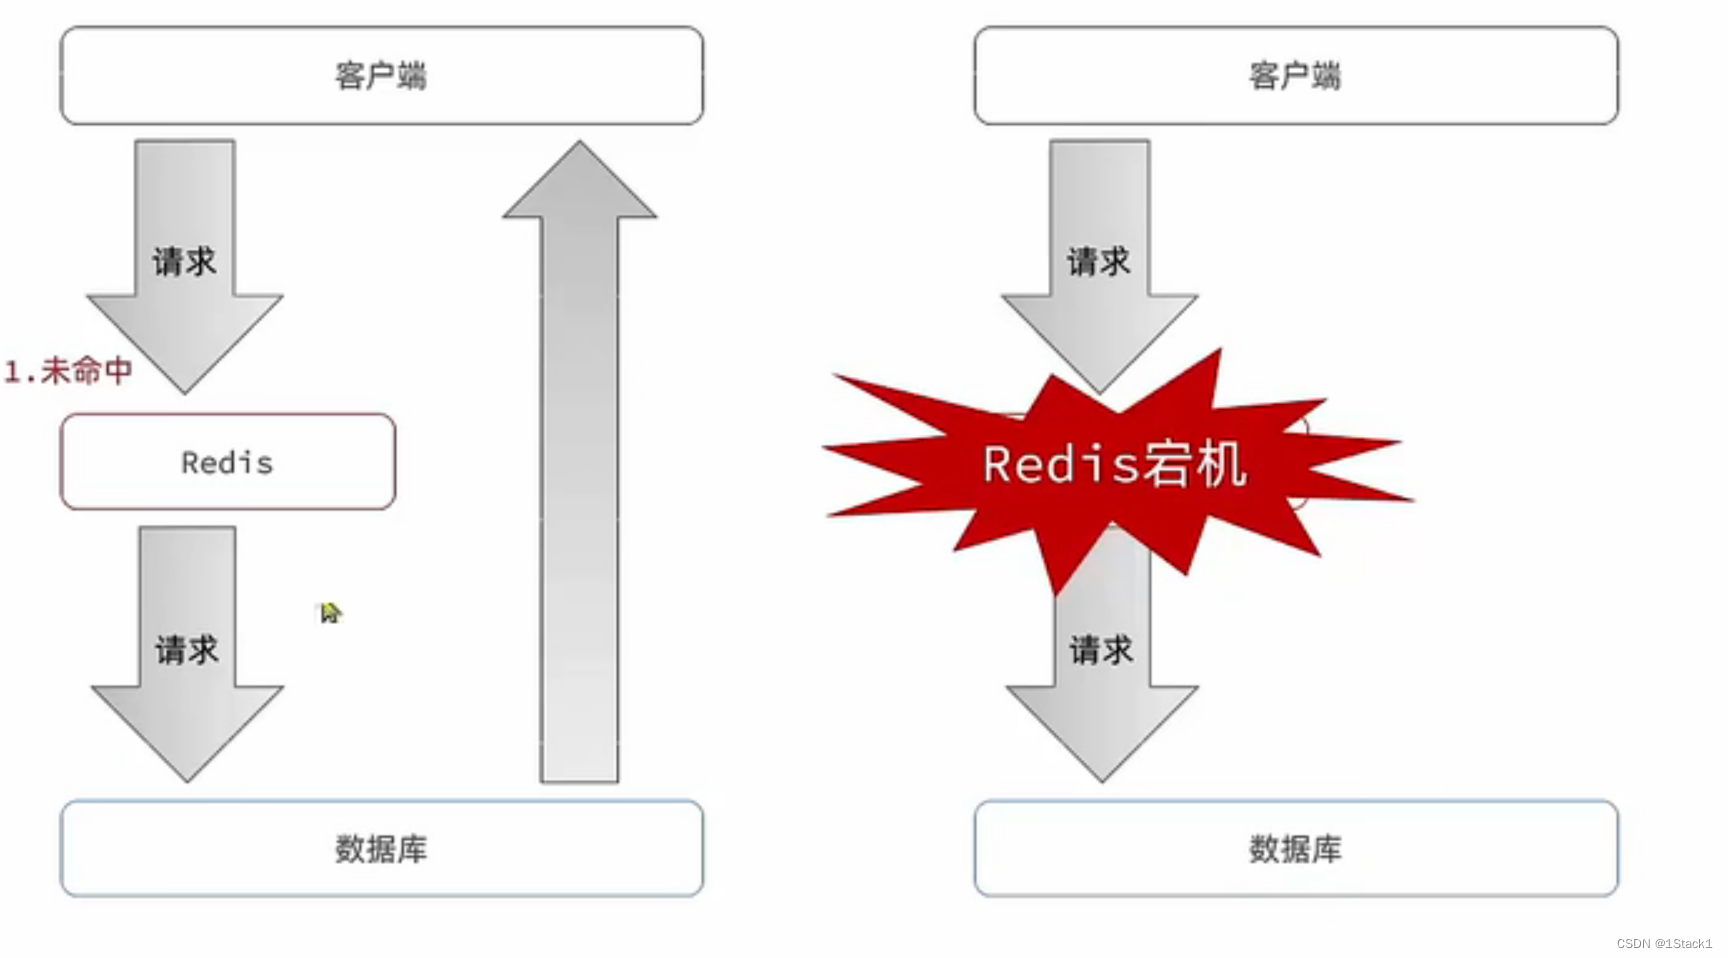 客户端
请求
1.未命中
Redis
请求
数据库
客户端
请求
Redis宕机
请求
数据库
CSDN @1Stack1